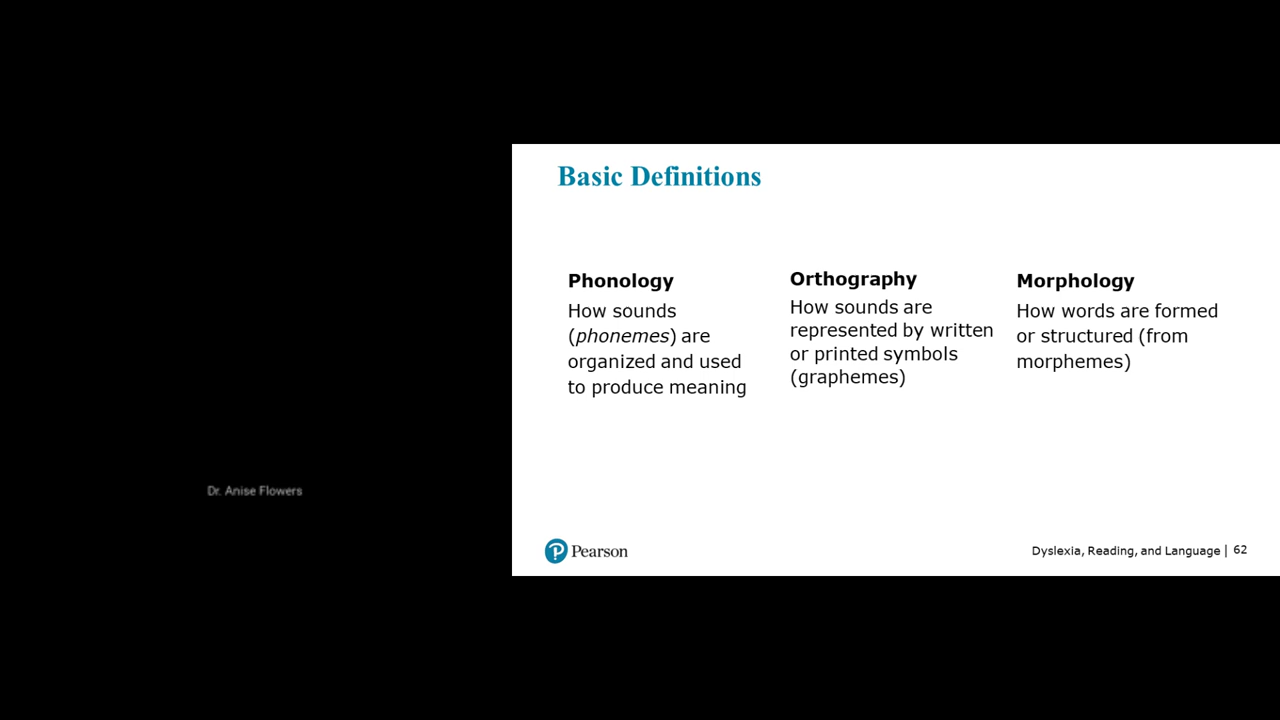 Basic Definitions
Phonology
How sounds
(phonemes) are
organized and used
to produce meaning
Orthography
How sounds are
represented by written
or printed symbols
(graphemes)
Morphology
How words are formed
or structured (from
morphemes)
Dr. Anise Flowers
Pearson
Dyslexia, Reading, and Language | 62